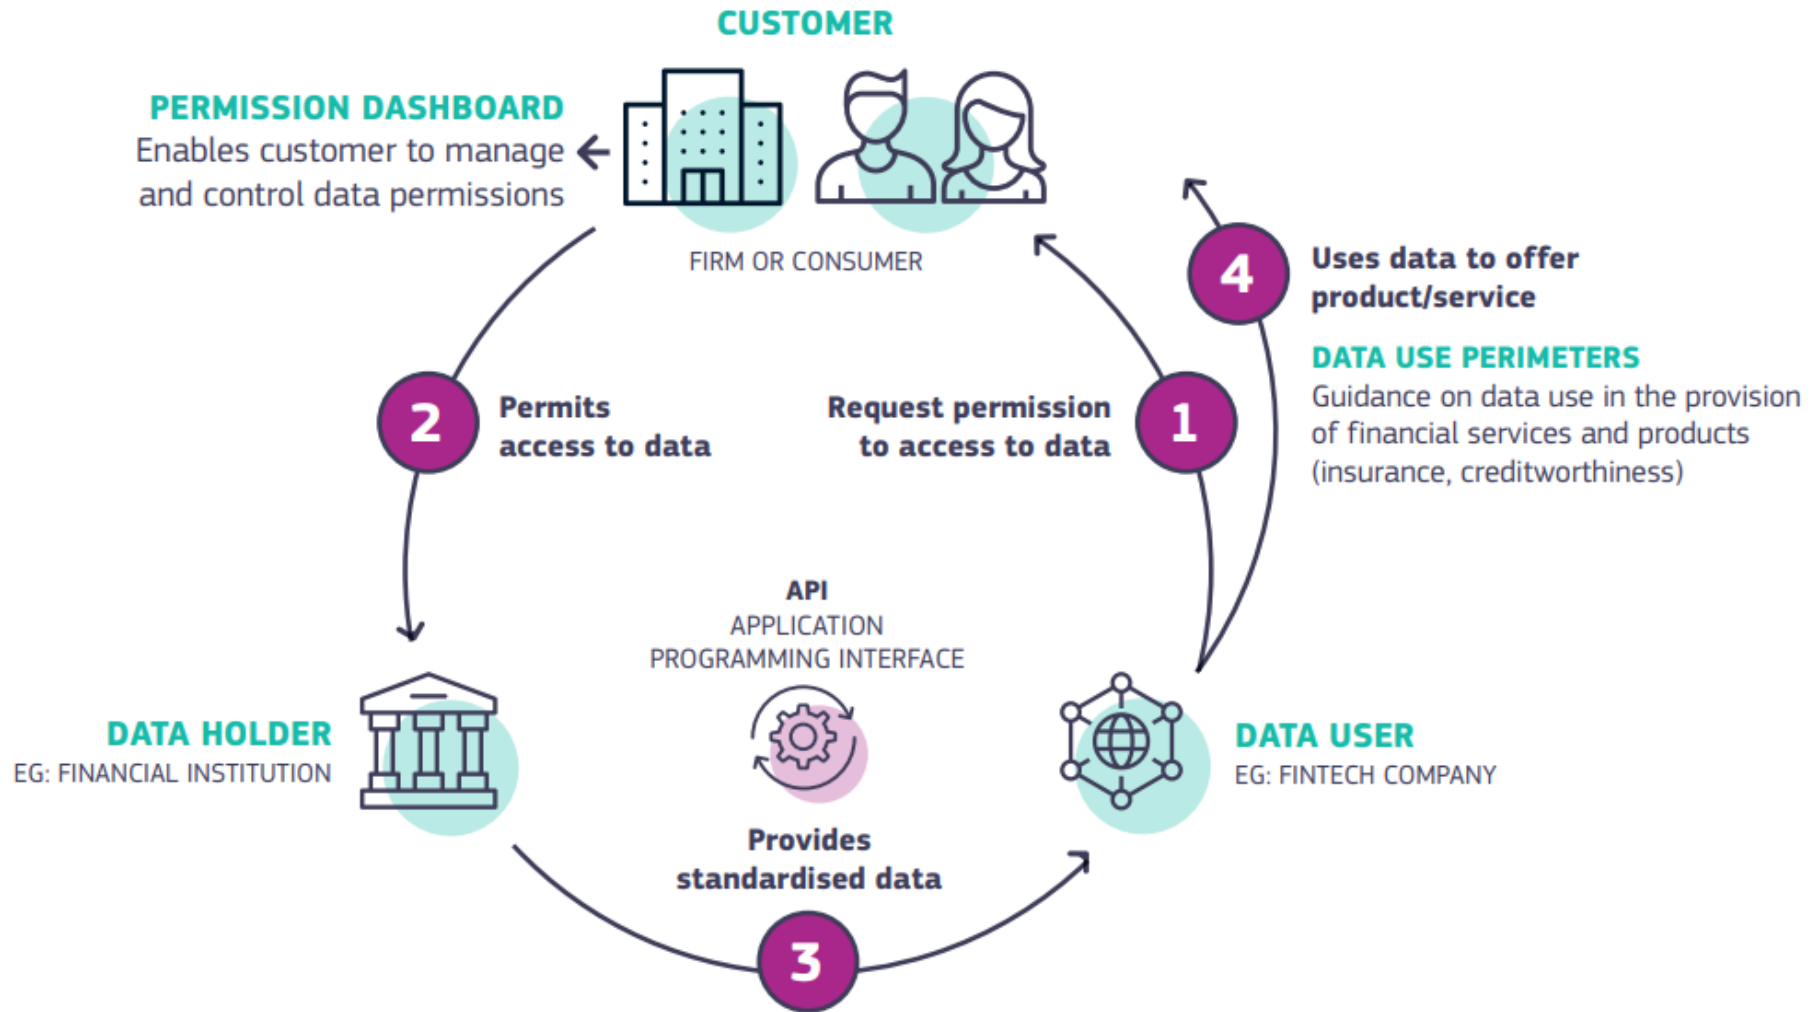 CUSTOMER
PERMISSION DASHBOARD
Enables customer to manage
and control data permissions
FIRM OR CONSUMER
4
Uses data to offer
product/service
DATA USE PERIMETERS
Guidance on data use in the provision
of financial services and products
(insurance, creditworthiness)
2
Permits
access to data
Request permission
to access to data
1
API
APPLICATION
PROGRAMMING INTERFACE
DATA HOLDER
EG: FINANCIAL INSTITUTION
DATA USER
EG: FINTECH COMPANY
Provides
standardised data
3